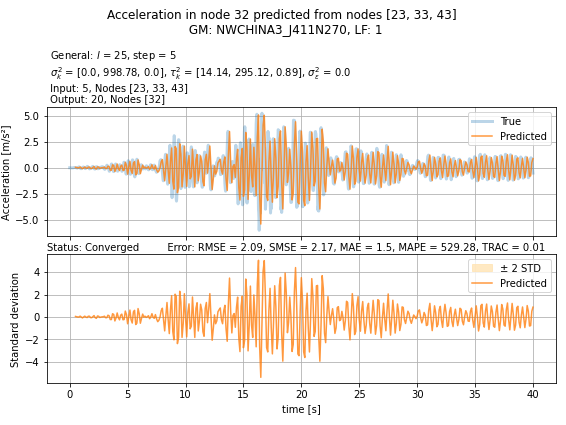 Acceleration in node 32 predicted from nodes [23, 33, 43]
GM: NWCHINA3_J411N270, LF: 1
General: l = 25, step = 5
σ²ₖ = [0.0, 998.78, 0.0], τ²ₖ = [14.14, 295.12, 0.89], σ²ε = 0.0
Input: 5, Nodes [23, 33, 43]
Output: 20, Nodes [32]
Acceleration [m/s²]
5.0
2.5
0.0
−2.5
−5.0
True
Predicted
Status: Converged Error: RMSE = 2.09, SMSE = 2.17, MAE = 1.5, MAPE = 529.28, TRAC = 0.01
Standard deviation
4
2
0
−2
−4
± 2 STD
Predicted
0 5 10 15 20 25 30 35 40
time [s]